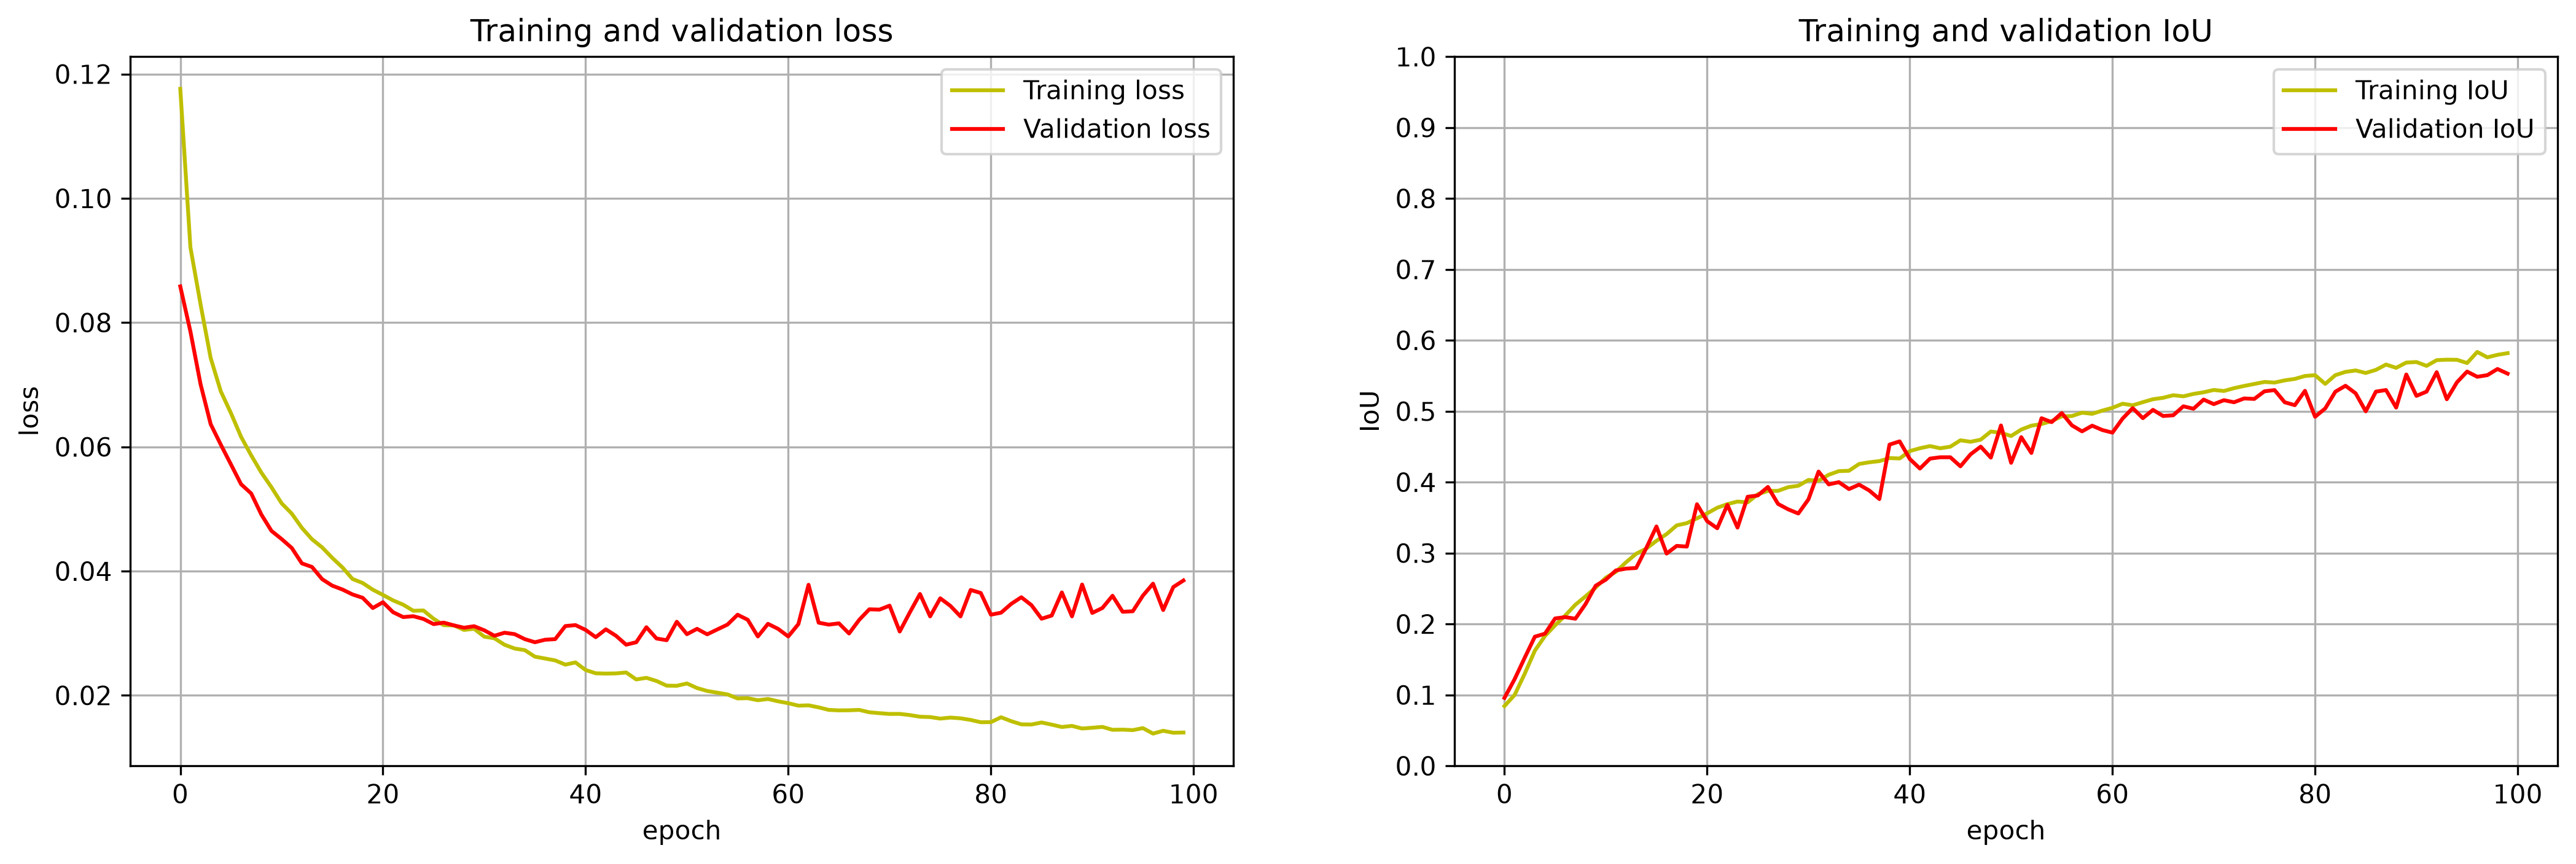 Training and validation loss
0.12
0.10
0.08
0.06
0.04
0.02
loss
Training loss
Validation loss
0 20 40 60 80 100
epoch
Training and validation IoU
1.0
0.9
0.8
0.7
0.6
0.5
0.4
0.3
0.2
0.1
0.0
IoU
Training IoU
Validation IoU
0 20 40 60 80 100
epoch